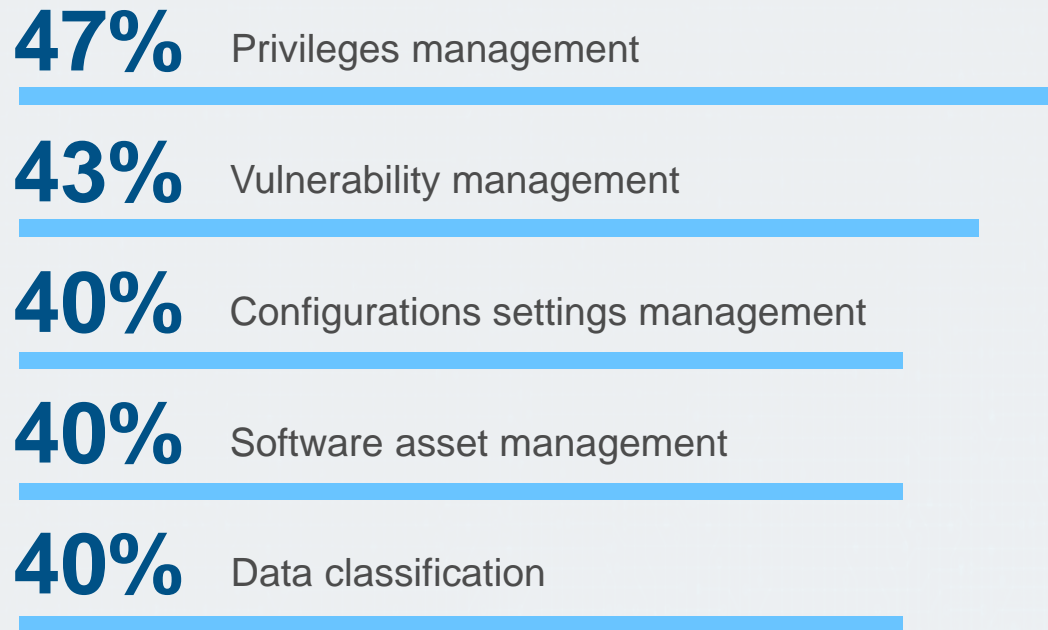 47% Privileges management
43% Vulnerability management
40% Configurations settings management
40% Software asset management
40% Data classification